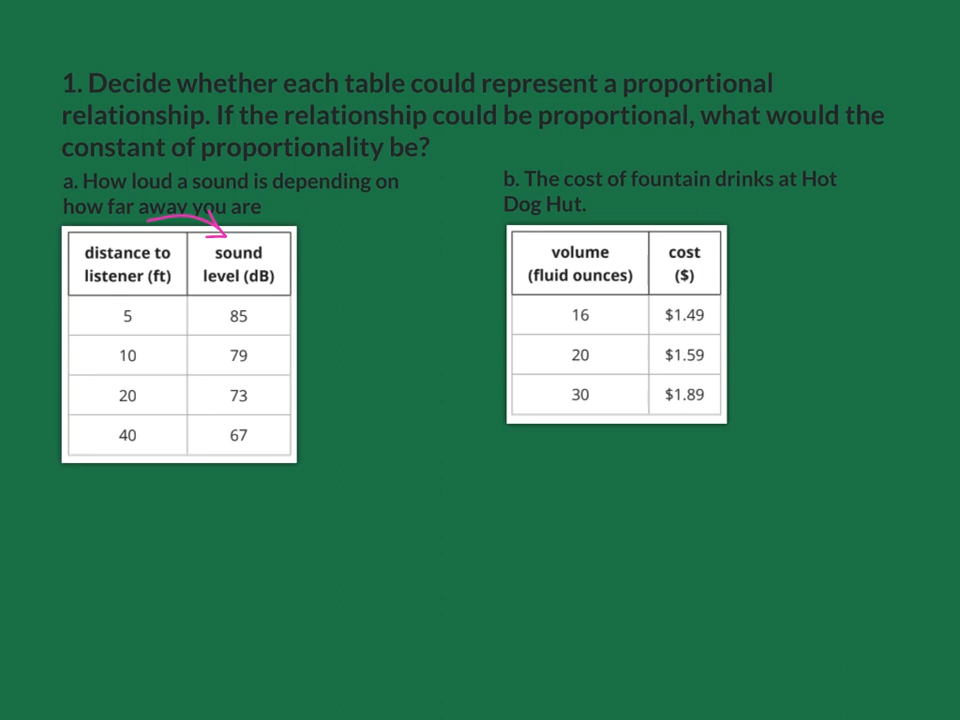 1. Decide whether each table could represent a proportional
relationship. If the relationship could be proportional, what would the
constant of proportionality be?
a. How loud a sound is depending on
how far away you are
distance to listener (ft) sound level (dB)
5 85
10 79
20 73
40 67
b. The cost of fountain drinks at Hot
Dog Hut.
volume (fluid ounces) cost ($)
16 $1.49
20 $1.59
30 $1.89